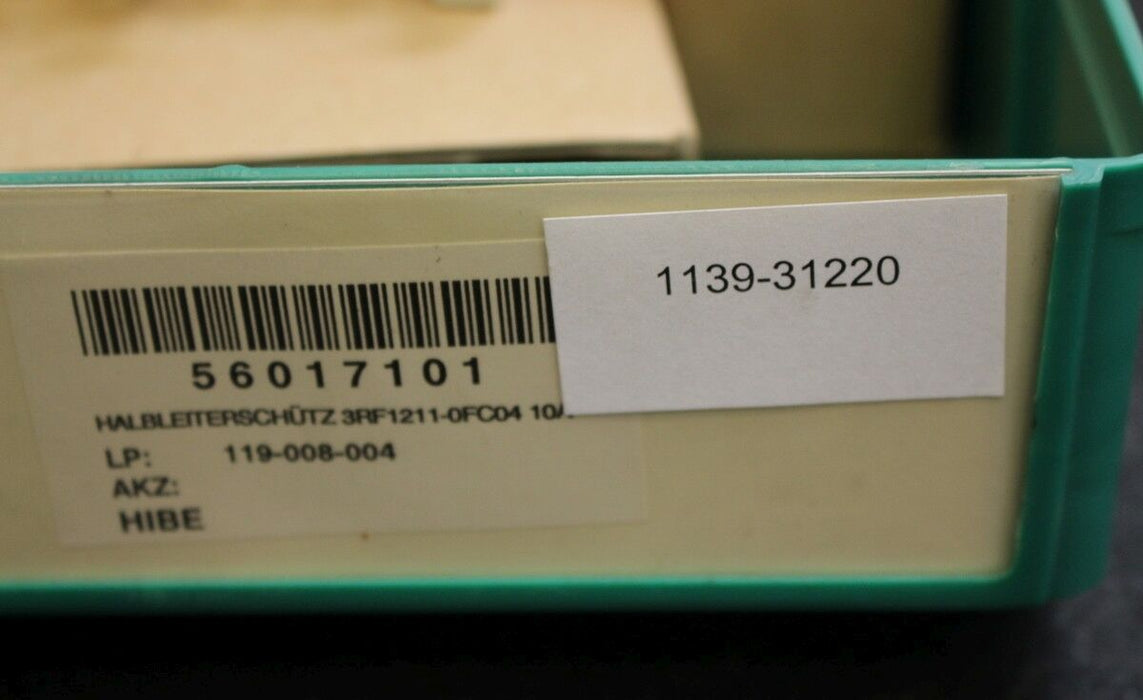 1139-31220
56017101
HALBLEITERSCHÜTZ 3RF1211-0FC04
LP: 119-008-004
AKZ:
HIBE